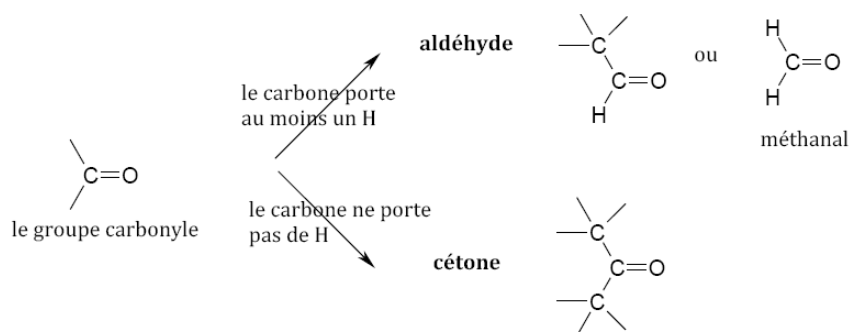 aldéhyde
ou
H
C
C=O
H
H
C=O
H
méthanal
le carbone porte
au moins un H
C=O
le groupe carbonyle
le carbone ne porte
pas de H
cétone
C
C=O
C